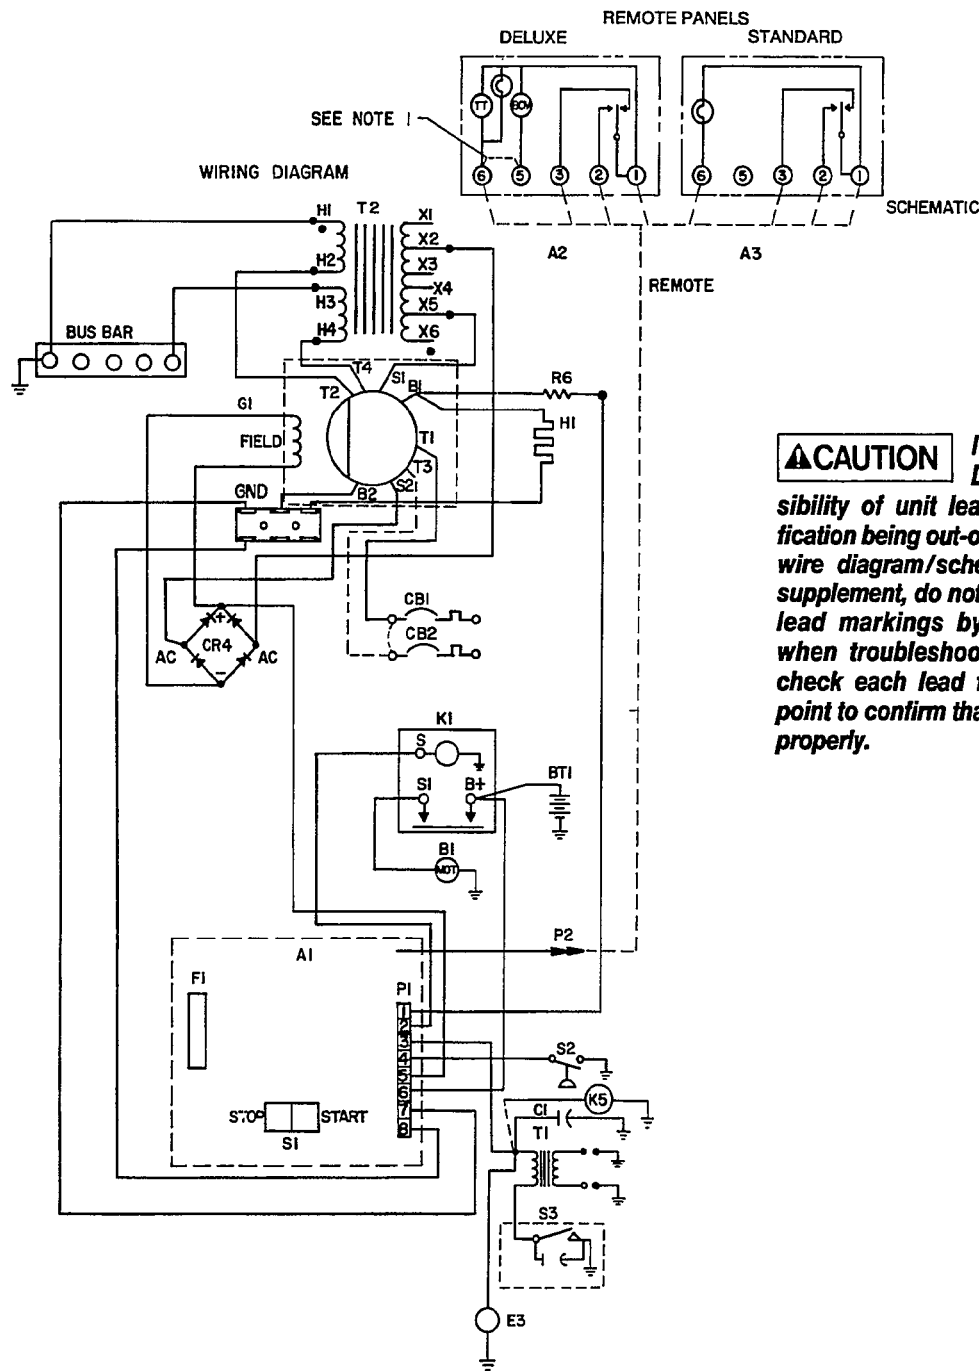 REMOTE PANELS
DELUXE
STANDARD
TT
BCM
SEE NOTE 1
6 5 3 2 1
6 5 3 2 1
WIRING DIAGRAM
SCHEMATIC
A2
A3
REMOTE
H1
T2
X1
X2
H2
X3
H3
X4
X5
H4
X6
BUS BAR
T4
S1
T2
B1
R6
G1
H1
FIELD
T1
T3
GND
B2
S2
CB1
CB2
+
CR4
AC
AC
-
CAUTION
sibility of unit lea
fication being out-o
wire diagram/sche
supplement, do not
lead markings by
when troubleshoo
check each lead
point to confirm tha
properly.
K1
S
S1
B+
BT1
B1
MOT
P2
A1
F1
P1
1
2
3
4
5
6
7
8
S2
K5
C1
T1
STOP
START
S1
S3
E3